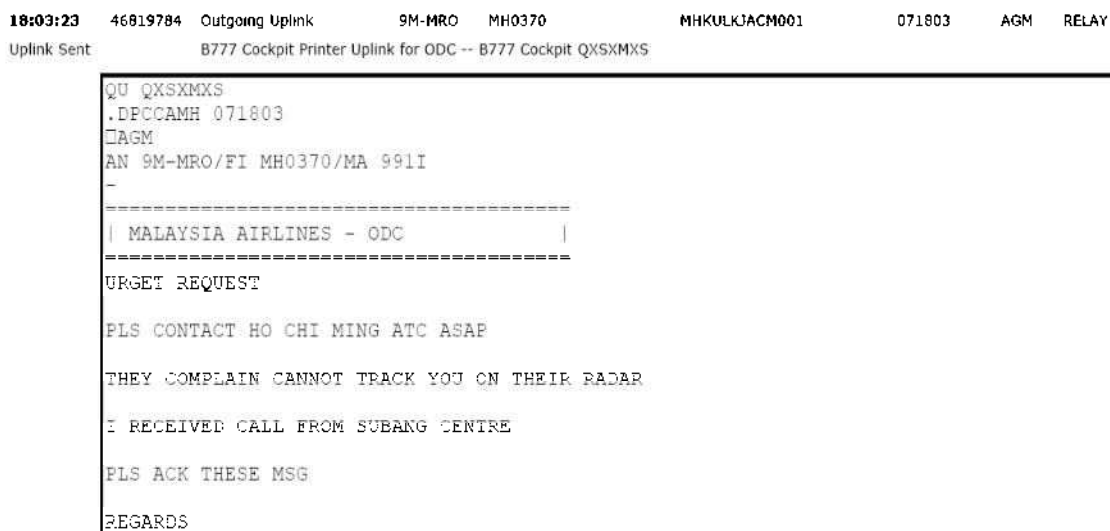 18:03:23 46819784 Outgoing Uplink 9M-MRO MH0370 MHKULKJACM001 071803 AGM RELAY
Uplink Sent B777 Cockpit Printer Uplink for ODC -- B777 Cockpit QXSXMXS
QU QXSXMXS
.DPCCAMH 071803
□AGM
AN 9M-MRO/FI MH0370/MA 991I
-
=========================================
| MALAYSIA AIRLINES - ODC |
=========================================
URGET REQUEST
PLS CONTACT HO CHI MING ATC ASAP
THEY COMPLAIN CANNOT TRACK YOU ON THEIR RADAR
I RECEIVED CALL FROM SUBANG CENTRE
PLS ACK THESE MSG
REGARDS